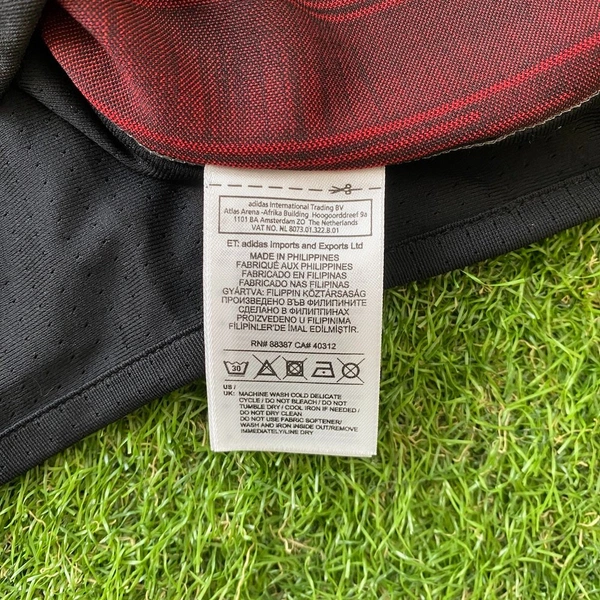 adidas International Trading BV
Atlas Arena -Afrika Building Hoogoorddreef 9a
1101 BA Amsterdam ZO The Netherlands
VAT NO. NL 8073.01.322.B.01
ET: adidas Imports and Exports Ltd
MADE IN PHILIPPINES
FABRIQUÉ AUX PHILIPPINES
FABRICADO EN FILIPINAS
FABRICADO NAS FILIPINAS
GYÁRTVA: FILIPPIN KÖZTÁRSASÁG
ПРОИЗВЕДЕНО ВЪВ ФИЛИПИНИТЕ
СДЕЛАНО В ФИЛИППИНАХ
PROIZVEDENO U FILIPINIMA
FİLİPİNLER'DE İMAL EDİLMİŞTİR.
RN# 88387 CA# 40312
30
US /
UK: MACHINE WASH COLD DELICATE
CYCLE / DO NOT BLEACH / DO NOT
TUMBLE DRY / COOL IRON IF NEEDED /
DO NOT DRY CLEAN
DO NOT USE FABRIC SOFTENER/
WASH AND IRON INSIDE OUT/REMOVE
IMMEDIATELY/LINE DRY